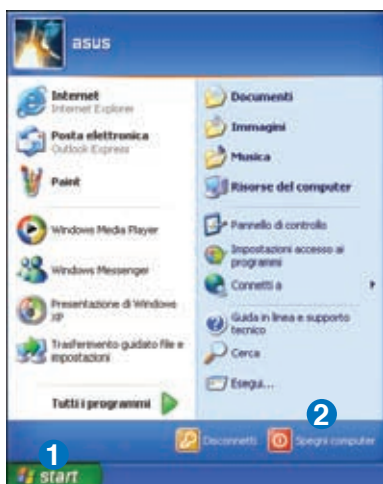 asus
Internet
Internet Explorer
Posta elettronica
Outlook Express
Paint
Windows Media Player
Windows Messenger
Presentazione di Windows
XP
Trasferimento guidato file e
impostazioni
Tutti i programmi
Documenti
Immagini
Musica
Risorse del computer
Pannello di controllo
Impostazioni accesso ai
programmi
Connetti a
Guida in linea e supporto
tecnico
Cerca
Esegui...
2
Disconnetti
Spegni computer
1
start